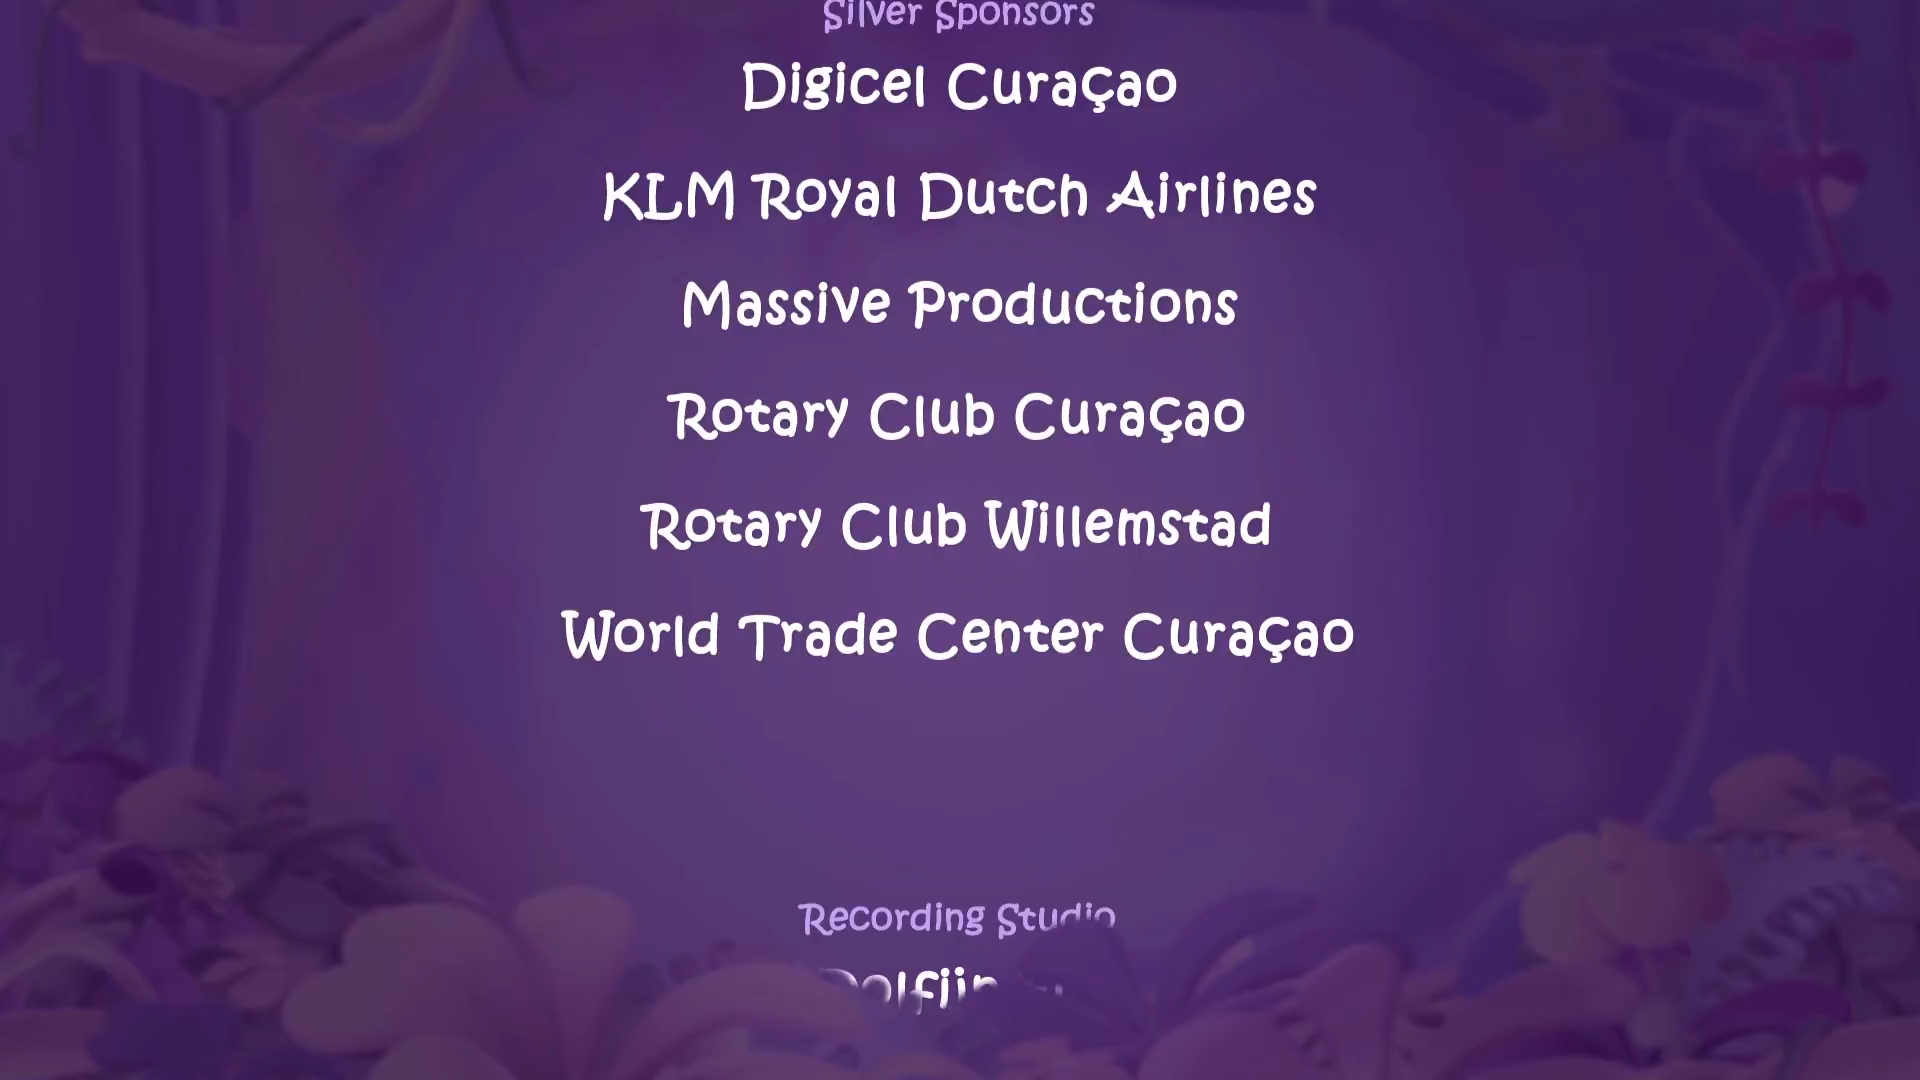 Silver Sponsors
Digicel Curaçao
KLM Royal Dutch Airlines
Massive Productions
Rotary Club Curaçao
Rotary Club Willemstad
World Trade Center Curaçao
Recording Studio